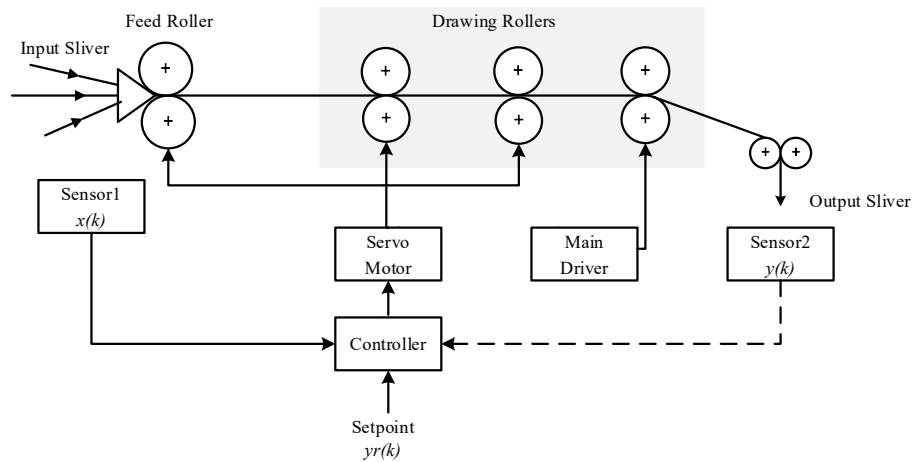 Feed Roller
Drawing Rollers
Input Sliver
+
+
+
+
+
+
+
+
+
+
Sensor1
x(k)
Output Sliver
Servo
Motor
Main
Driver
Sensor2
y(k)
Controller
Setpoint
yr(k)